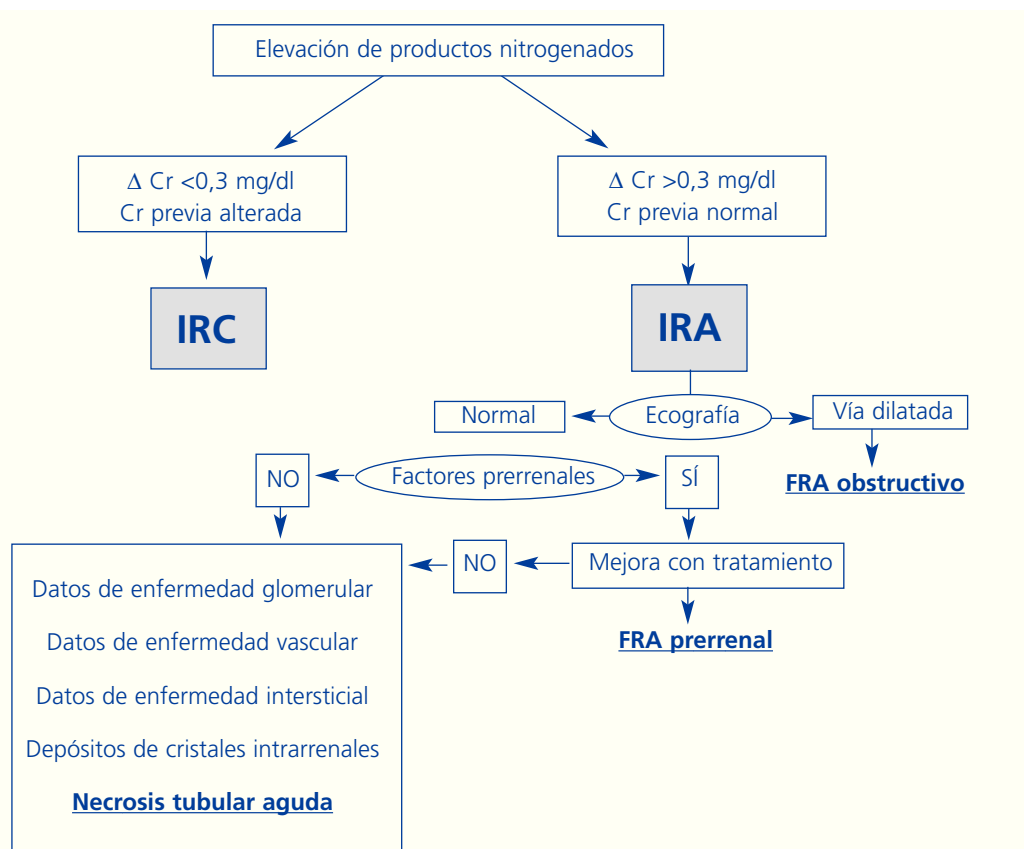 Elevación de productos nitrogenados
Δ Cr <0,3 mg/dl
Cr previa alterada
Δ Cr >0,3 mg/dl
Cr previa normal
IRC
IRA
Normal
Ecografía
Vía dilatada
FRA obstructivo
NO
Factores prerrenales
SÍ
NO
Mejora con tratamiento
FRA prerrenal
Datos de enfermedad glomerular
Datos de enfermedad vascular
Datos de enfermedad intersticial
Depósitos de cristales intrarrenales
Necrosis tubular aguda